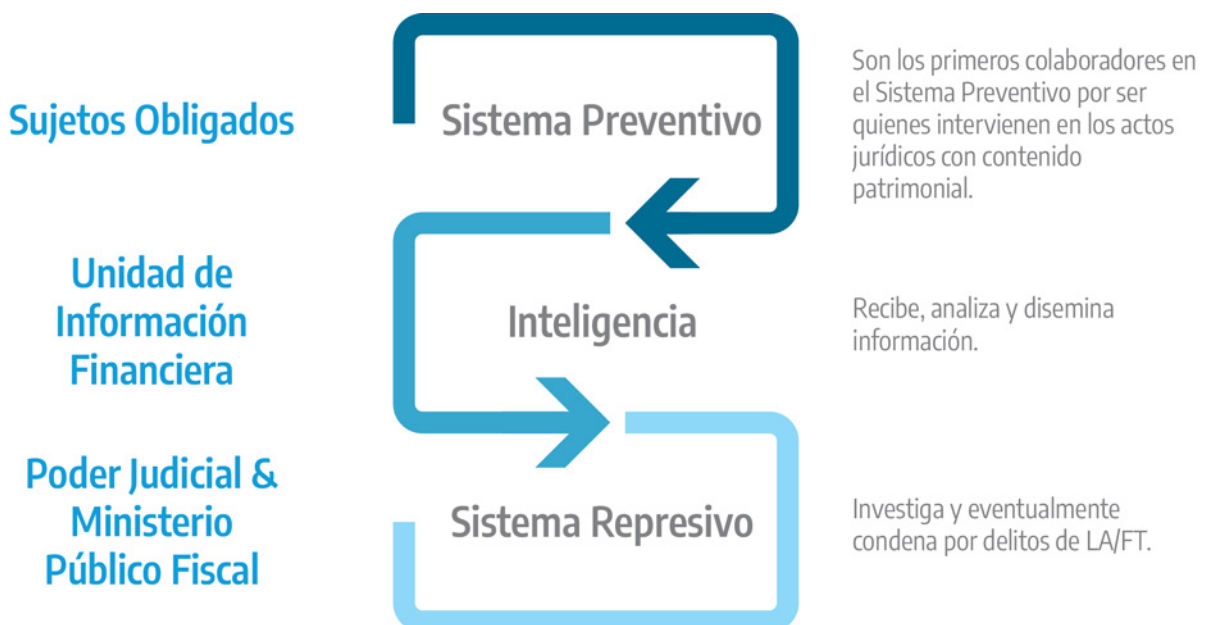 Sujetos Obligados
Sistema Preventivo
Son los primeros colaboradores en
el Sistema Preventivo por ser
quienes intervienen en los actos
jurídicos con contenido
patrimonial.
Unidad de
Información
Financiera
Inteligencia
Recibe, analiza y disemina
información.
Poder Judicial &
Ministerio
Público Fiscal
Sistema Represivo
Investiga y eventualmente
condena por delitos de LA/FT.